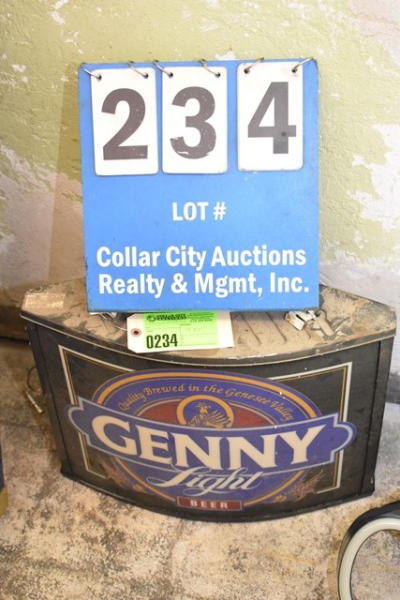 234
LOT #
Collar City Auctions
Realty & Mgmt, Inc.
0234
Quality Brewed in the Genesee Valley
GENNY
Light
BEER